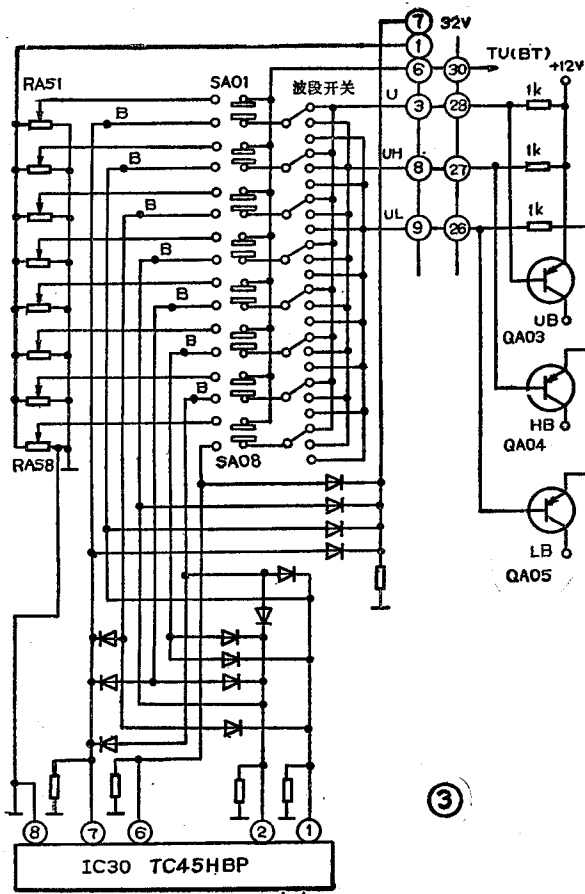 ⑦ 32V
①
⑥ ㉚ TU(BT)
+12V
RA51
SA01
波段开关
U ③ ㉘ 1k
B
B
UH ⑧ ㉗ 1k
B
UL ⑨ ㉖ 1k
B
B
UB
QA03
B
B
HB
QA04
RA58
SA08
LB
QA05
③
⑧ ⑦ ⑥ ② ①
IC30 TC45HBP